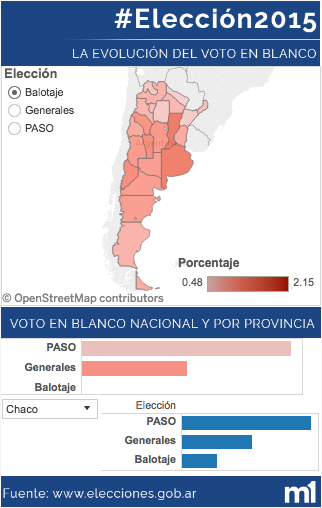 #Elección2015
LA EVOLUCIÓN DEL VOTO EN BLANCO
Elección
Balotaje
Generales
PASO
Argentina
Porcentaje
0.48 2.15
© OpenStreetMap contributors
VOTO EN BLANCO NACIONAL Y POR PROVINCIA
PASO
Generales
Balotaje
Chaco
Elección
PASO
Generales
Balotaje
Fuente: www.elecciones.gob.ar
m1